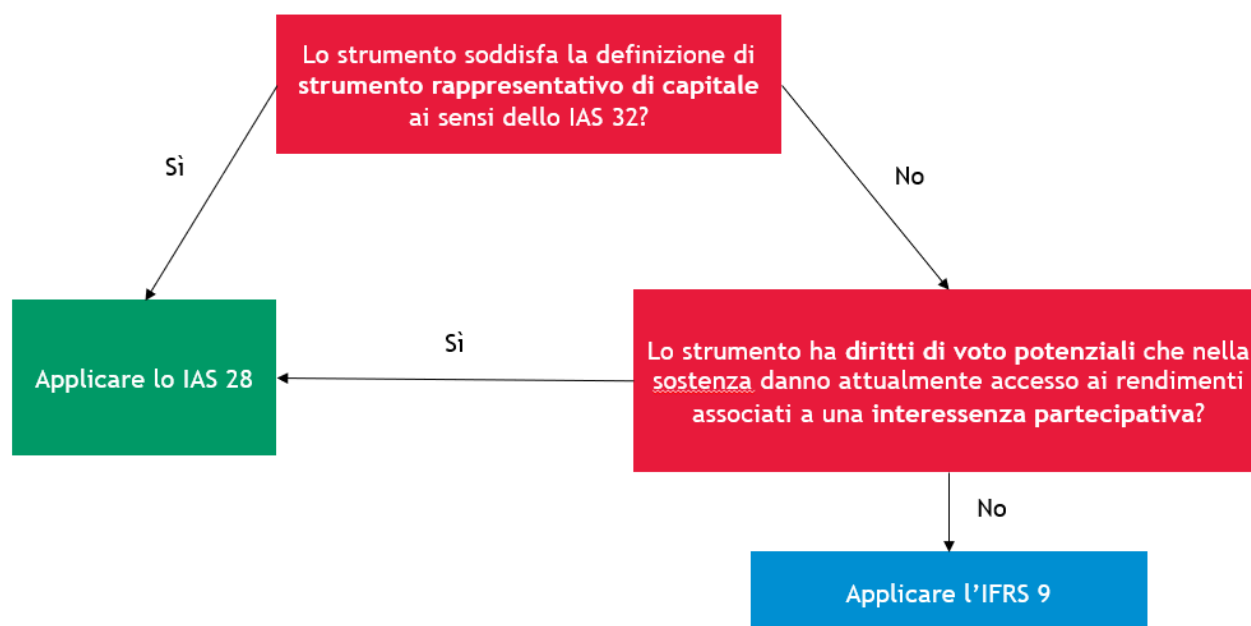 Lo strumento soddisfa la definizione di
strumento rappresentativo di capitale
ai sensi dello IAS 32?
Sì
No
Applicare lo IAS 28
Sì
Lo strumento ha diritti di voto potenziali che nella
sostenza danno attualmente accesso ai rendimenti
associati a una interessenza partecipativa?
No
Applicare l'IFRS 9